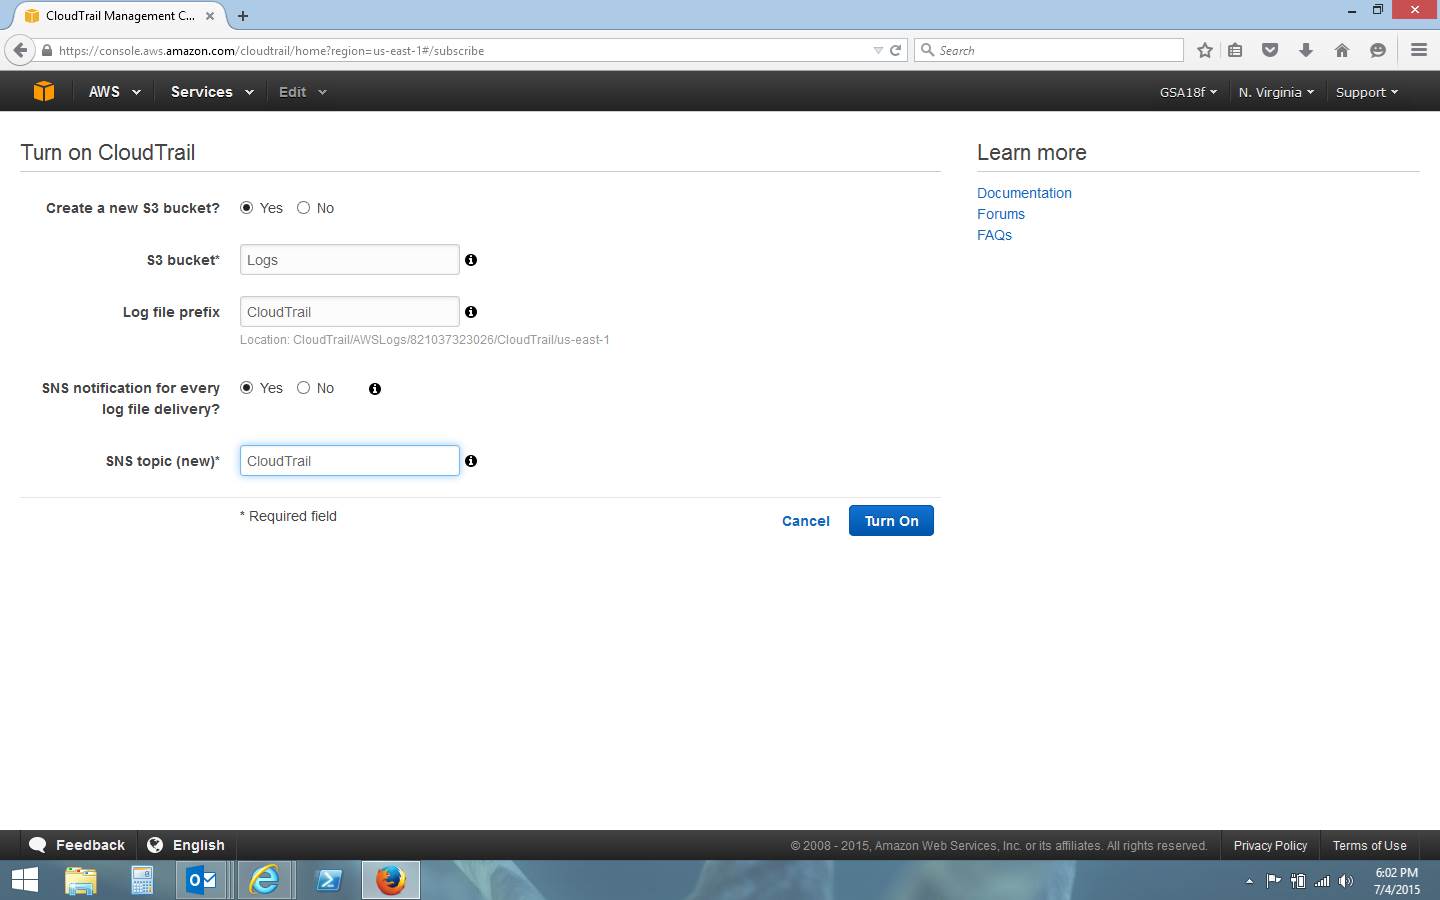 CloudTrail Management C...
https://console.aws.amazon.com/cloudtrail/home?region=us-east-1#/subscribe
Search
AWS
Services
Edit
GSA18f
N. Virginia
Support
Turn on CloudTrail
Create a new S3 bucket?
Yes
No
S3 bucket*
Logs
Log file prefix
CloudTrail
Location: CloudTrail/AWSLogs/821037323026/CloudTrail/us-east-1
SNS notification for every
log file delivery?
Yes
No
SNS topic (new)*
CloudTrail
* Required field
Cancel
Turn On
Learn more
Documentation
Forums
FAQs
Feedback
English
© 2008 - 2015, Amazon Web Services, Inc. or its affiliates. All rights reserved.
Privacy Policy
Terms of Use
6:02 PM
7/4/2015